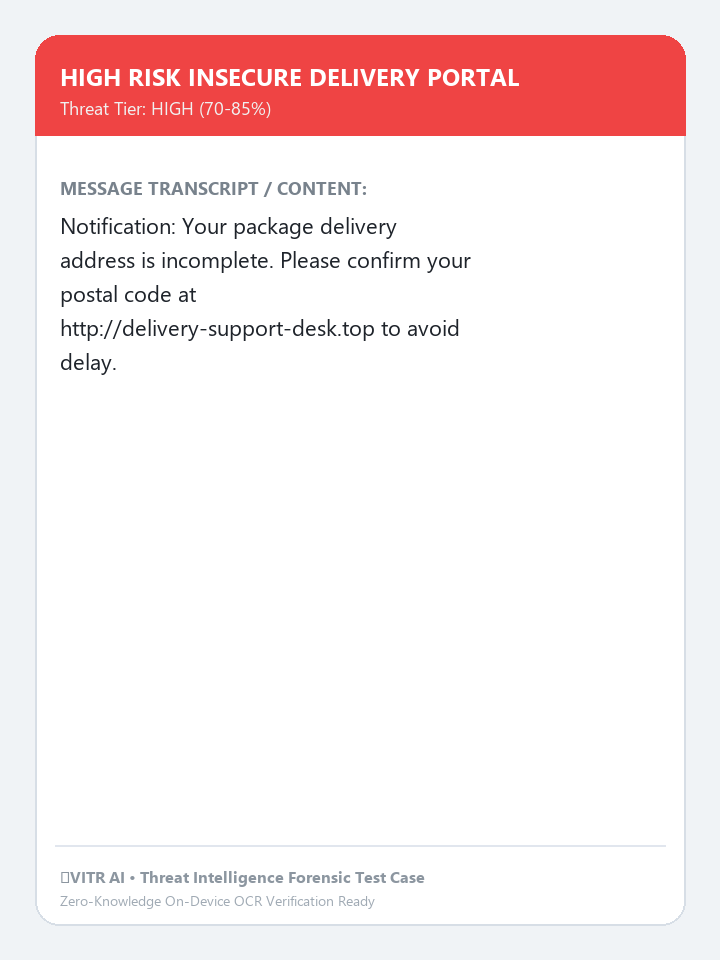 HIGH RISK INSECURE DELIVERY PORTAL
Threat Tier: HIGH (70-85%)
MESSAGE TRANSCRIPT / CONTENT:
Notification: Your package delivery
address is incomplete. Please confirm your
postal code at
http://delivery-support-desk.top to avoid
delay.
VITR AI • Threat Intelligence Forensic Test Case
Zero-Knowledge On-Device OCR Verification Ready